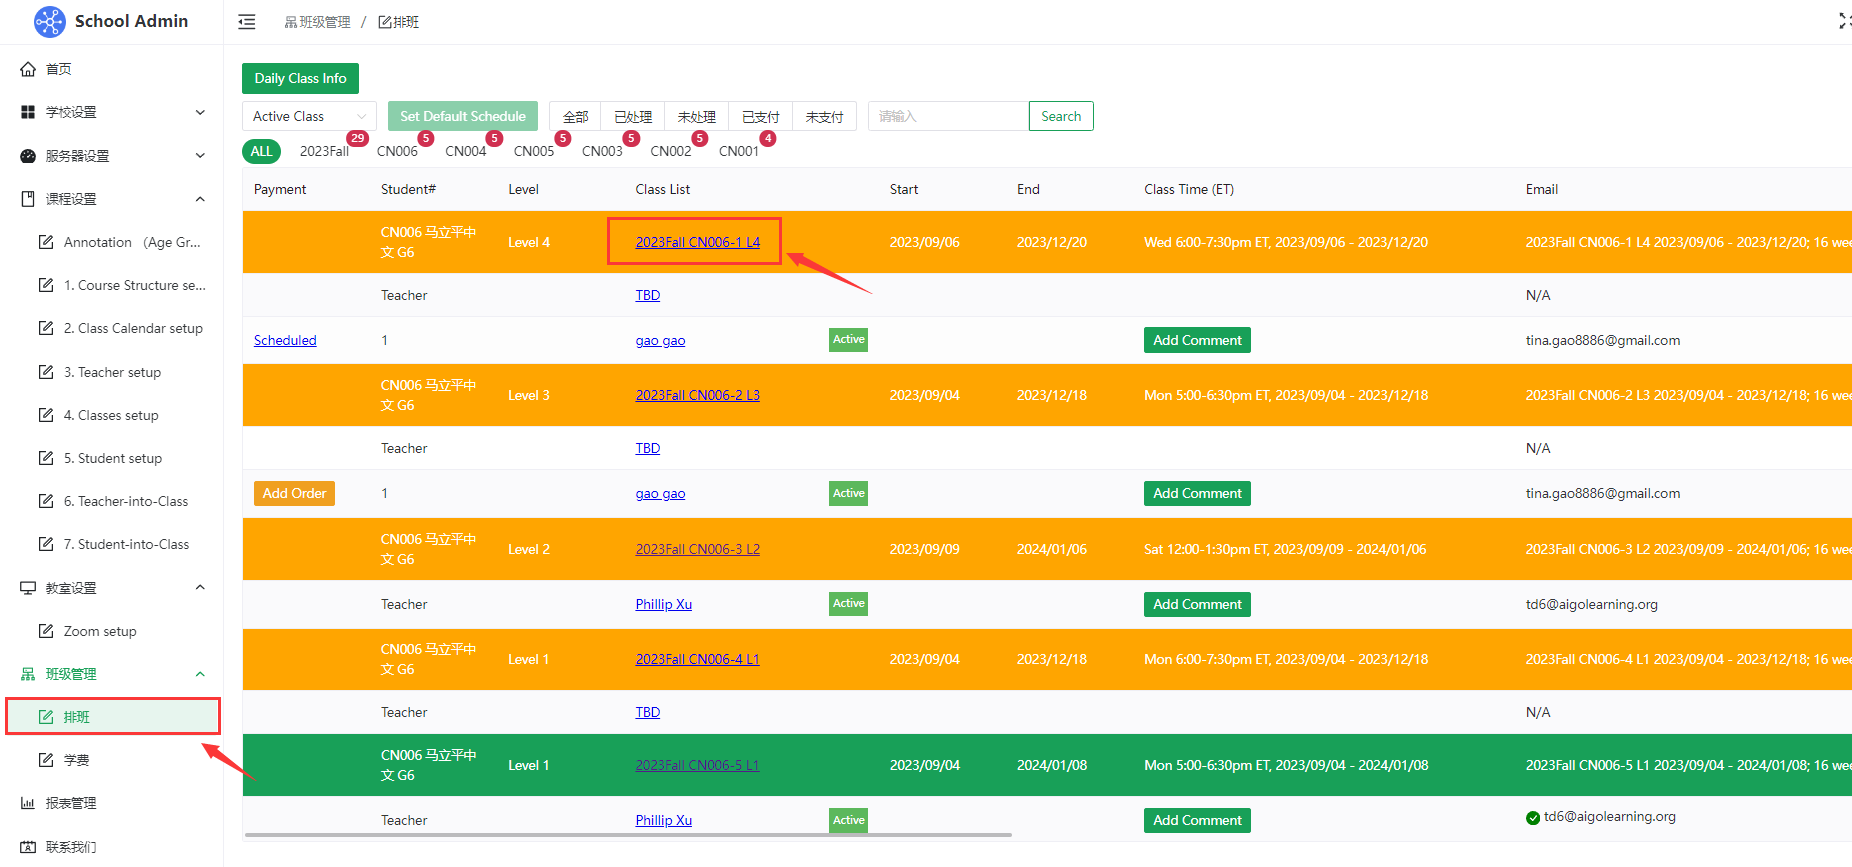 School Admin
班级管理 / 排班
首页
学校设置
服务器设置
课程设置
Annotation （Age Gr...
1. Course Structure se...
2. Class Calendar setup
3. Teacher setup
4. Classes setup
5. Student setup
6. Teacher-into-Class
7. Student-into-Class
教室设置
Zoom setup
班级管理
排班
学费
报表管理
联系我们
Daily Class Info
Active Class Set Default Schedule 全部 已处理 未处理 已支付 未支付 请输入 Search
29 5 5 5 5 5 4
ALL 2023Fall CN006 CN004 CN005 CN003 CN002 CN001
Payment Student# Level Class List Start End Class Time (ET) Email
CN006 马立平中
文 G6
Level 4 2023Fall CN006-1 L4 2023/09/06 2023/12/20 Wed 6:00-7:30pm ET, 2023/09/06 - 2023/12/20 2023Fall CN006-1 L4 2023/09/06 - 2023/12/20; 16 wee
Teacher TBD N/A
Scheduled 1 gao gao Active Add Comment tina.gao8886@gmail.com
CN006 马立平中
文 G6
Level 3 2023Fall CN006-2 L3 2023/09/04 2023/12/18 Mon 5:00-6:30pm ET, 2023/09/04 - 2023/12/18 2023Fall CN006-2 L3 2023/09/04 - 2023/12/18; 16 wee
Teacher TBD N/A
Add Order 1 gao gao Active Add Comment tina.gao8886@gmail.com
CN006 马立平中
文 G6
Level 2 2023Fall CN006-3 L2 2023/09/09 2024/01/06 Sat 12:00-1:30pm ET, 2023/09/09 - 2024/01/06 2023Fall CN006-3 L2 2023/09/09 - 2024/01/06; 16 wee
Teacher Phillip Xu Active Add Comment td6@aigolearning.org
CN006 马立平中
文 G6
Level 1 2023Fall CN006-4 L1 2023/09/04 2023/12/18 Mon 6:00-7:30pm ET, 2023/09/04 - 2023/12/18 2023Fall CN006-4 L1 2023/09/04 - 2023/12/18; 16 wee
Teacher TBD N/A
CN006 马立平中
文 G6
Level 1 2023Fall CN006-5 L1 2023/09/04 2024/01/08 Mon 5:00-6:30pm ET, 2023/09/04 - 2024/01/08 2023Fall CN006-5 L1 2023/09/04 - 2024/01/08; 16 wee
Teacher Phillip Xu Active Add Comment td6@aigolearning.org